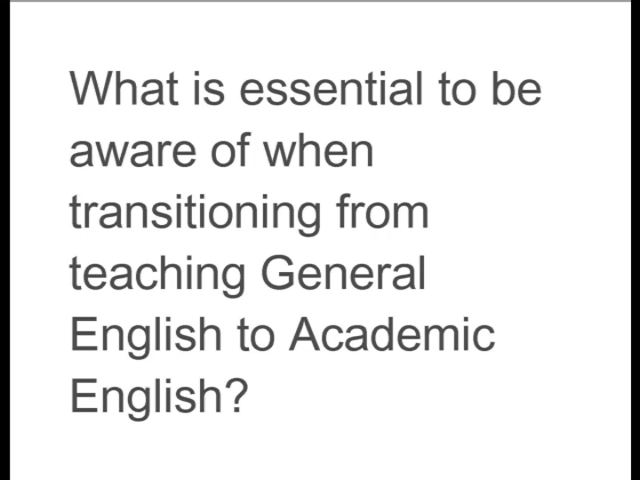 What is essential to be
aware of when
transitioning from
teaching General
English to Academic
English?